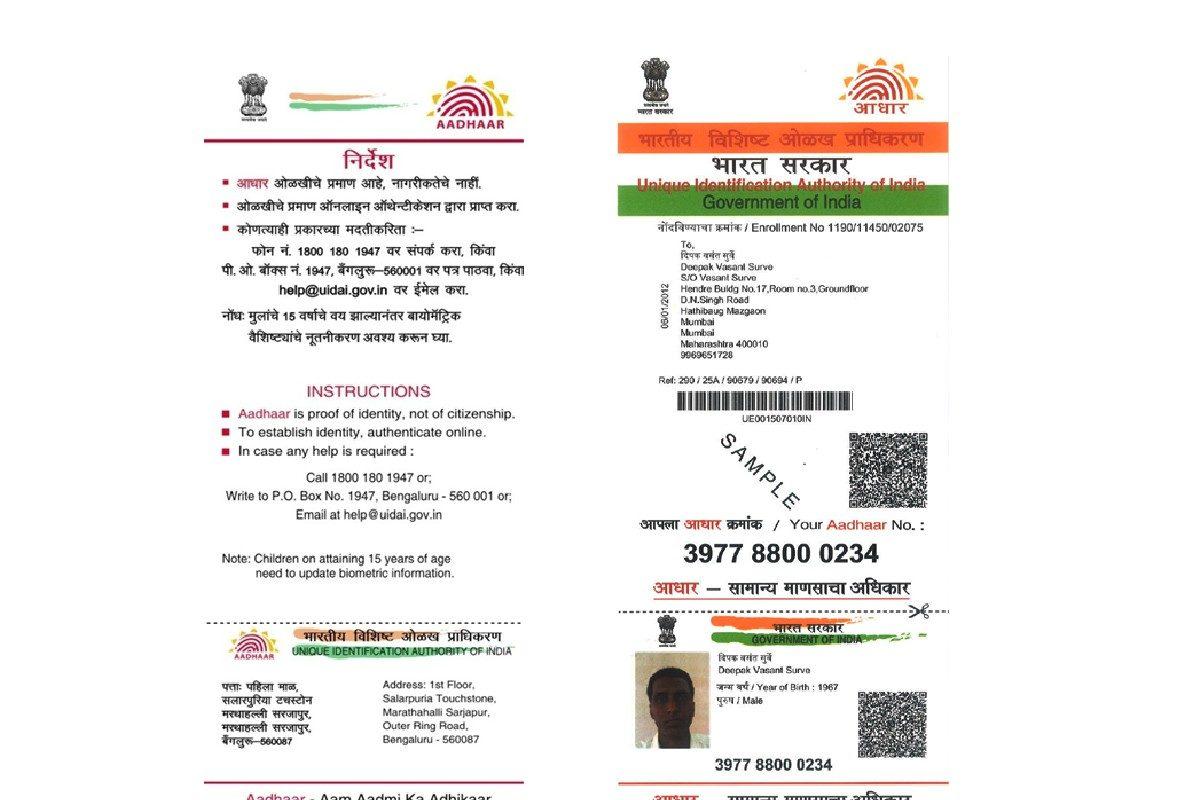 AADHAAR
निर्देश
आधार ओळखीचे प्रमाण आहे, नागरीकतेचे नाहीं.
ओळखीचे प्रमाण ऑनलाइन ऑथेन्टीकेशन द्वारा प्राप्त करा.
कोणत्याही प्रकारच्या मदतीकरिता :–
फोन नं. 1800 180 1947 वर संपर्क करा, किंवा
पी. ओ. बॉक्स नं. 1947, बैंगलुरू–560001 वर पत्र पाठवा, किंवा
help@uidai.gov.in वर ईमेल करा.
नोंधः मुलांचे 15 वर्षाचे वय झाल्यानंतर बायोमेट्रिक
वैशिष्ट्यांचे नूतनीकरण अवश्य करून घ्या.
INSTRUCTIONS
Aadhaar is proof of identity, not of citizenship.
To establish identity, authenticate online.
In case any help is required :
Call 1800 180 1947 or;
Write to P.O. Box No. 1947, Bengaluru - 560 001 or;
Email at help@uidai.gov.in
Note: Children on attaining 15 years of age
need to update biometric information.
AADHAAR
भारतीय विशिष्ट ओळख प्राधिकरण
UNIQUE IDENTIFICATION AUTHORITY OF INDIA
पत्ताः पहिला माळ,
सलारपुरिया टचस्टोन
मराथाहल्ली सरजापुर,
मराथाहल्ली सरजापुर,
बैंगलुरू–560087
Address: 1st Floor,
Salarpuria Touchstone,
Marathahalli Sarjapur,
Outer Ring Road,
Bengaluru - 560087
Aadhaar - Aam Aadmi Ka Adhikaar
भारत सरकार
आधार
भारतीय विशिष्ट ओळख प्राधिकरण
भारत सरकार
Unique Identification Authority of India
Government of India
नोंदविण्याचा क्रमांक / Enrollment No 1190/11450/02075
To,
दिपक वसंत सुर्वे
Deepak Vasant Surve
S/O Vasant Surve
Hendre Buldg No.17,Room no.3,Groundfloor
D.N.Singh Road
Hathibaug Mazgaon
Mumbai
Mumbai
Maharashtra 400010
9969651728
06/01/2012
Ref: 290 / 25A / 90679 / 90694 / P
UE001507010IN
SAMPLE
आपला आधार क्रमांक / Your Aadhaar No. :
3977 8800 0234
आधार — सामान्य माणसाचा अधिकार
भारत सरकार
GOVERNMENT OF INDIA
दिपक वसंत सुर्वे
Deepak Vasant Surve
जन्म वर्ष / Year of Birth : 1967
पुरुष / Male
3977 8800 0234
आधार — सामान्य माणसाचा अधिकार